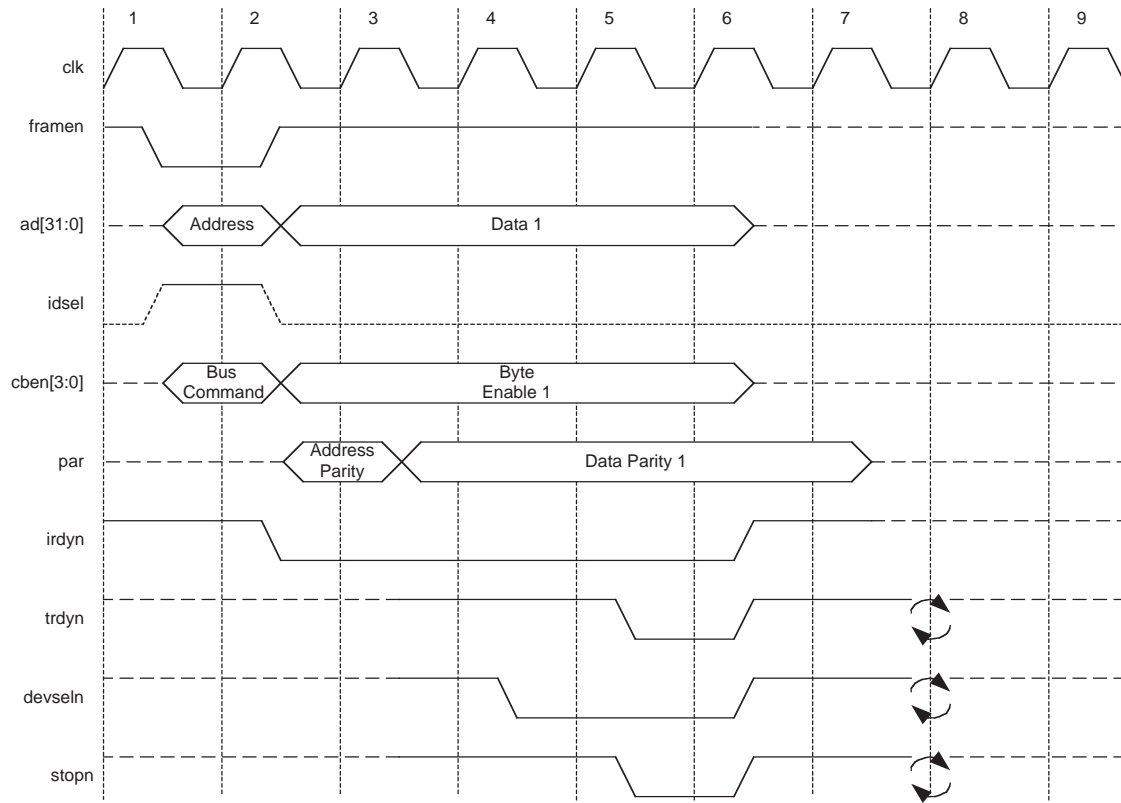 1 2 3 4 5 6 7 8 9
clk
framen
ad[31:0] Address Data 1
idsel
cben[3:0] Bus Command Byte Enable 1
par Address Parity Data Parity 1
irdyn
trdyn
devseln
stopn